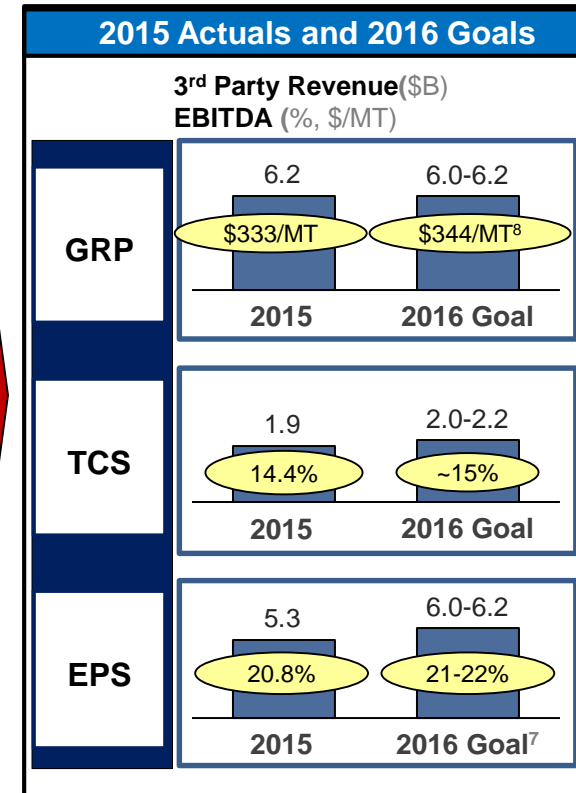 2015 Actuals and 2016 Goals
3rd Party Revenue($B)
EBITDA (%, $/MT)
GRP
6.2 6.0-6.2
$333/MT $344/MT8
2015 2016 Goal
TCS
1.9 2.0-2.2
14.4% ~15%
2015 2016 Goal
EPS
5.3 6.0-6.2
20.8% 21-22%
2015 2016 Goal7